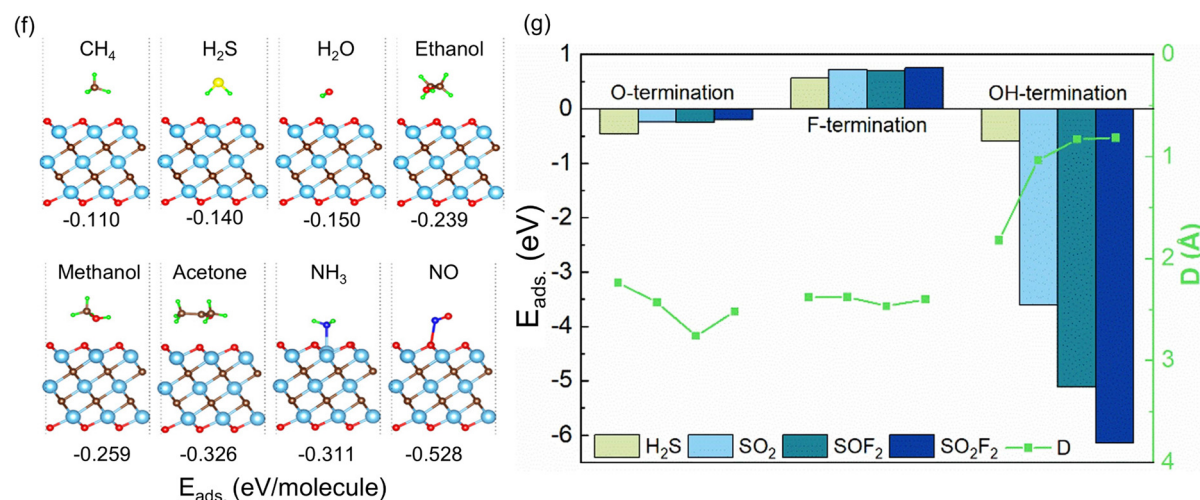 (f)
CH₄ H₂S H₂O Ethanol
-0.110 -0.140 -0.150 -0.239
Methanol Acetone NH₃ NO
-0.259 -0.326 -0.311 -0.528
E_ads. (eV/molecule)
(g)
1
0
-1
-2
-3
-4
-5
-6
E_ads. (eV)
O-termination
F-termination
OH-termination
H₂S SO₂ SOF₂ SO₂F₂ D
0
1
2
3
4
D (Å)